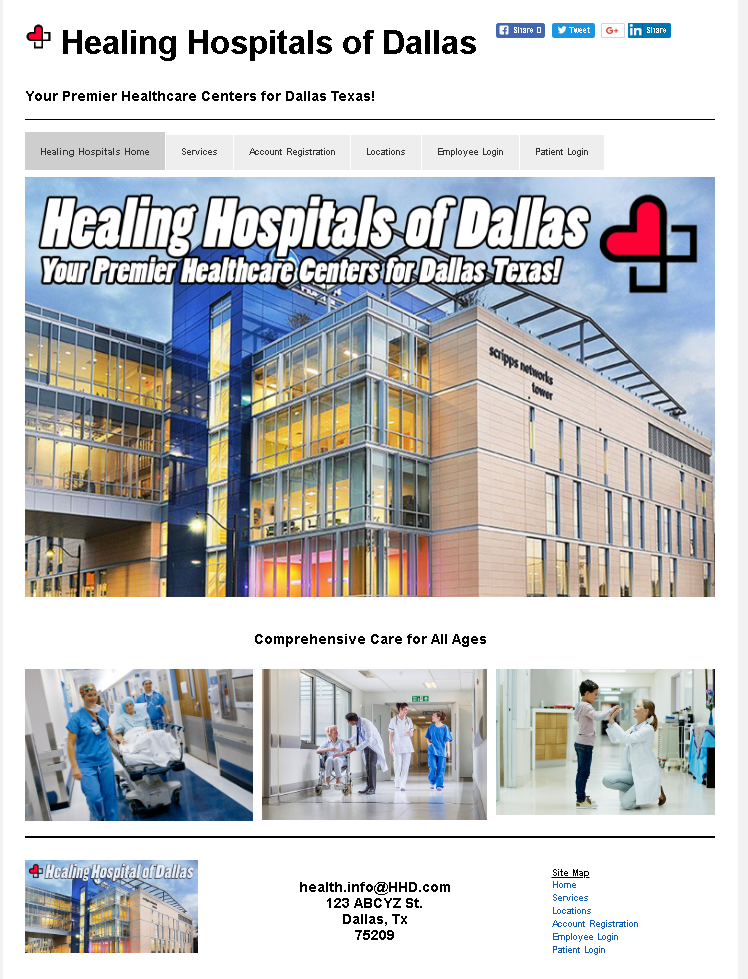 Healing Hospitals of Dallas
Share 0
Tweet
G+
in Share
Your Premier Healthcare Centers for Dallas Texas!
Healing Hospitals Home
Services
Account Registration
Locations
Employee Login
Patient Login
Healing Hospitals of Dallas
Your Premier Healthcare Centers for Dallas Texas!
scripps networks
tower
Comprehensive Care for All Ages
Healing Hospital of Dallas
health.info@HHD.com
123 ABCYZ St.
Dallas, Tx
75209
Site Map
Home
Services
Locations
Account Registration
Employee Login
Patient Login